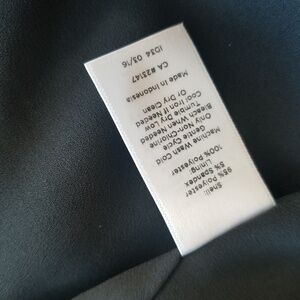 Shell:
95% Polyester
5% Spandex
Lining:
100% Polyester
Machine Wash Cold
Gentle Cycle
Only Non-Chlorine
Bleach When Needed
Tumble Dry Low
Cool Iron If Needed
Or Dry Clean
Made in Indonesia
CA #23147
ID34 03/16